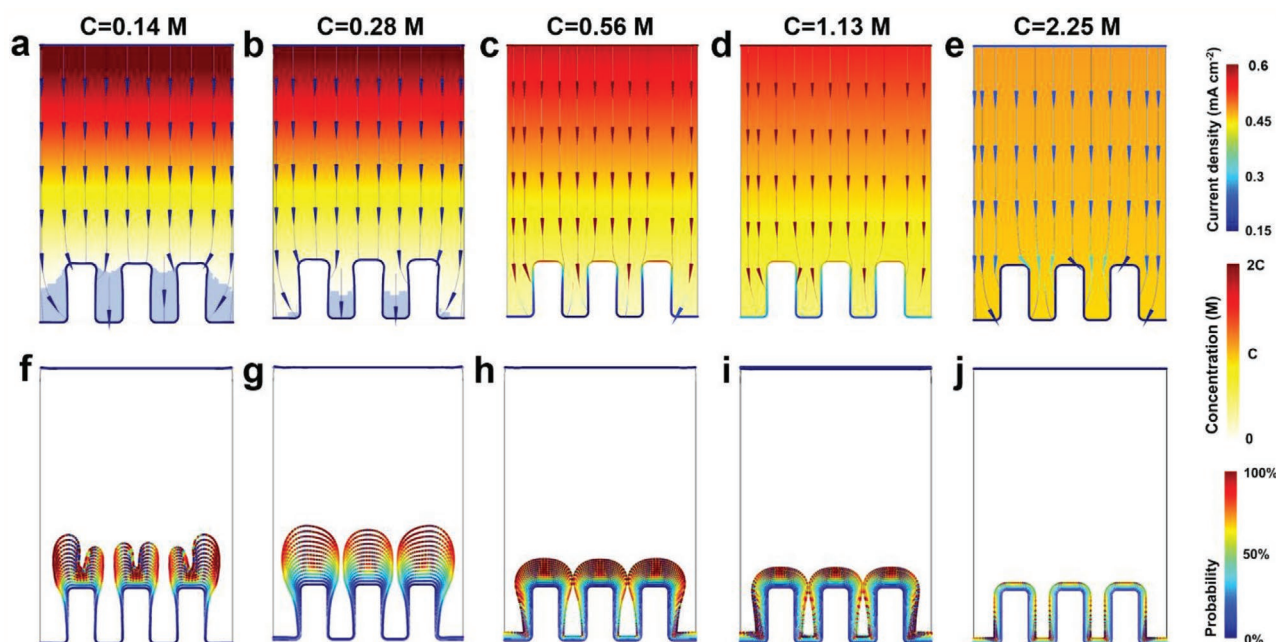 C=0.14 M
C=0.28 M
C=0.56 M
C=1.13 M
C=2.25 M
a
b
c
d
e
f
g
h
i
j
0.6
0.45
0.3
0.15
Current density (mA cm⁻²)
2C
C
0
Concentration (M)
100%
50%
0%
Probability